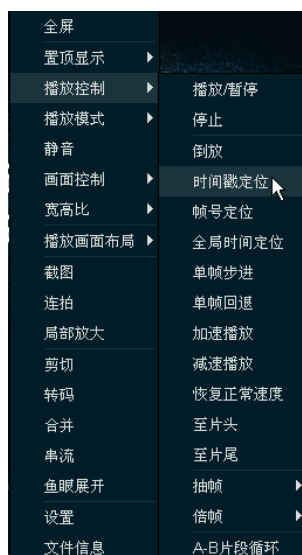 全屏
置顶显示
播放控制
播放模式
静音
画面控制
宽高比
播放画面布局
截图
连拍
局部放大
剪切
转码
合并
串流
鱼眼展开
设置
文件信息
播放/暂停
停止
倒放
时间戳定位
帧号定位
全局时间定位
单帧步进
单帧回退
加速播放
减速播放
恢复正常速度
至片头
至片尾
抽帧
倍帧
A-B片段循环